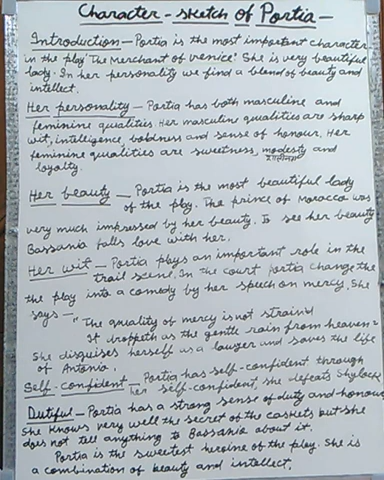 Character - sketch of Portia -
Introduction - Portia is the most important character
in the play 'The Merchant of Venice'. She is very beautiful
lady. In her personality we find a blend of beauty and
intellect.
Her personality - Portia has both masculine and
feminine qualities. Her masculine qualities are sharp
wit, intelligence, boldness and sense of honour. Her
feminine qualities are sweetness, modesty and
loyalty.
Her beauty - Portia is the most beautiful lady
of the play. The prince of Moracco was
very much impressed by her beauty. To see her beauty
Bassania falls love with her.
Her wit - Portia plays an important role in the
trail scene. In the court portia change the
the play into a comedy by her speech on mercy. She
says - "The quality of mercy is not strain'd
It droppeth as the gentle rain from heaven"
She disguises herself as a lawyer and saves the life
of Antania.
Self-confident - Portia has self-confident through
her self-confident, she defeats Shylock
Dutiful - Portia has a strong sense of duty and honour
She knows very well the secret of the caskets but she
does not tell anything to Bassania about it.
Portia is the sweetest heroine of the play. She is
a combination of beauty and intellect.